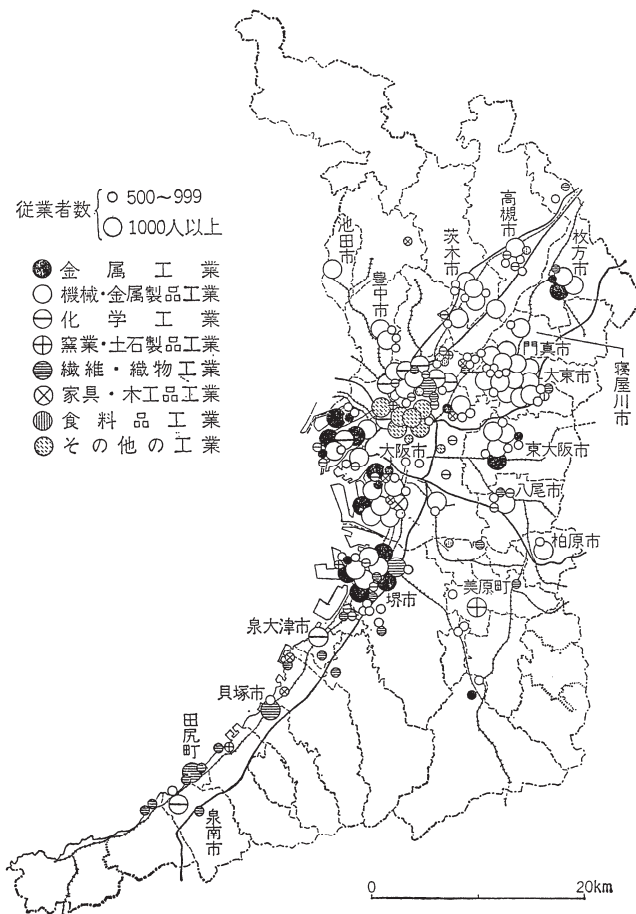 従業者数
500～999
1000人以上
金属工業
機械・金属製品工業
化学工業
窯業・土石製品工業
繊維・織物工業
家具・木工品工業
食料品工業
その他の工業
池田市
豊中市
茨木市
高槻市
枚方市
門真市
大東市
寝屋川市
大阪市
東大阪市
八尾市
柏原市
美原町
堺市
泉大津市
貝塚市
田尻町
泉南市
0
20km